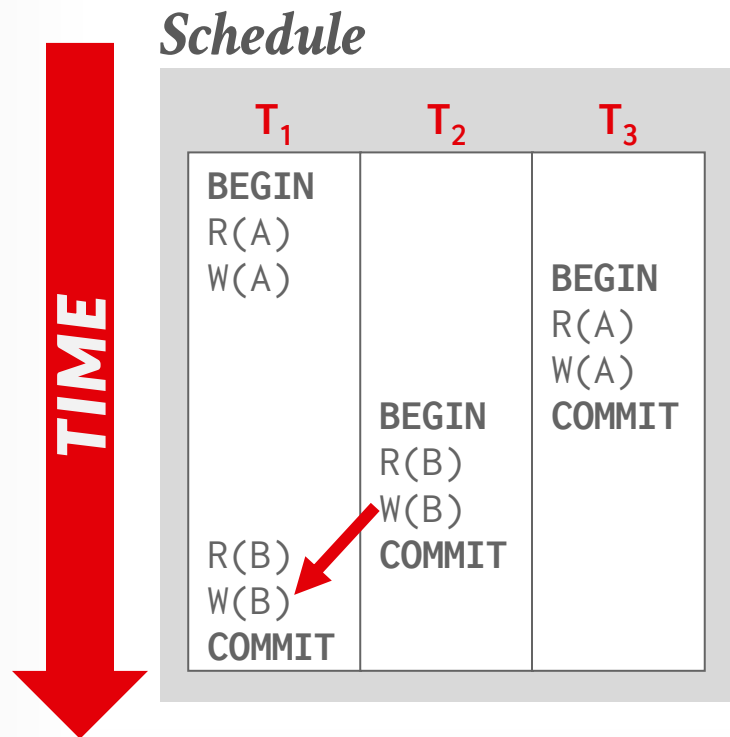 Schedule
TIME
T1 T2 T3
BEGIN
R(A)
W(A) BEGIN
R(A)
W(A)
BEGIN COMMIT
R(B)
W(B)
R(B) COMMIT
W(B)
COMMIT